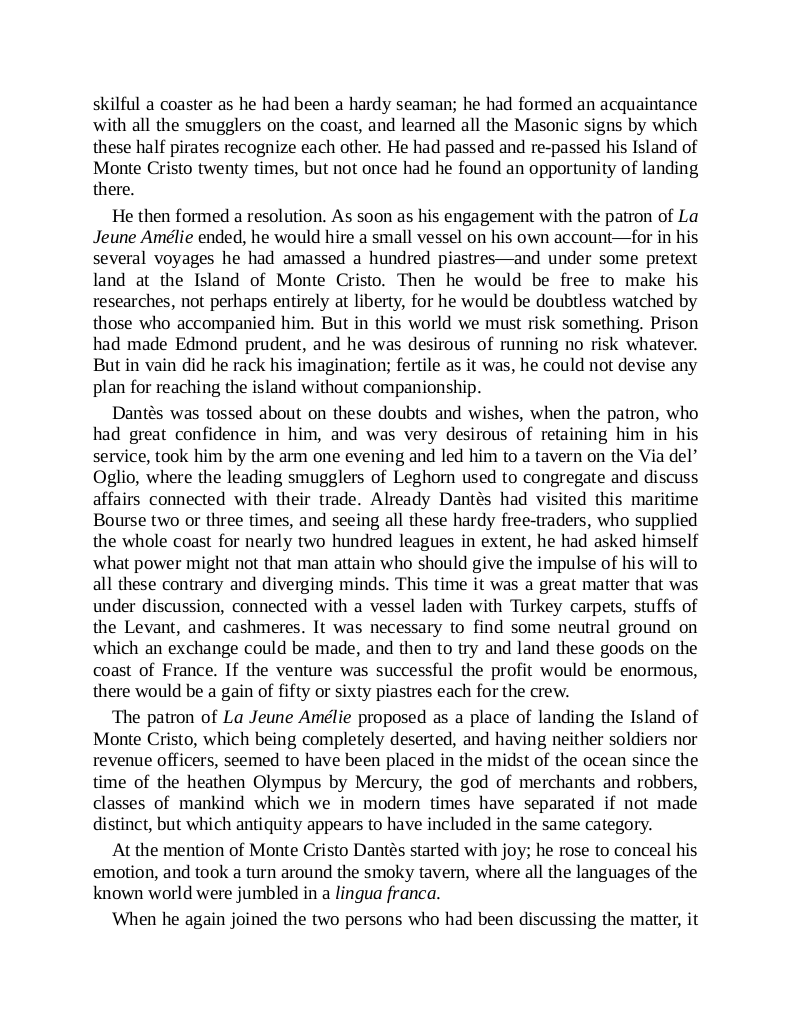 skilful a coaster as he had been a hardy seaman; he had formed an acquaintance
with all the smugglers on the coast, and learned all the Masonic signs by which
these half pirates recognize each other. He had passed and re-passed his Island of
Monte Cristo twenty times, but not once had he found an opportunity of landing
there.
He then formed a resolution. As soon as his engagement with the patron of La
Jeune Amélie ended, he would hire a small vessel on his own account—for in his
several voyages he had amassed a hundred piastres—and under some pretext
land at the Island of Monte Cristo. Then he would be free to make his
researches, not perhaps entirely at liberty, for he would be doubtless watched by
those who accompanied him. But in this world we must risk something. Prison
had made Edmond prudent, and he was desirous of running no risk whatever.
But in vain did he rack his imagination; fertile as it was, he could not devise any
plan for reaching the island without companionship.
Dantès was tossed about on these doubts and wishes, when the patron, who
had great confidence in him, and was very desirous of retaining him in his
service, took him by the arm one evening and led him to a tavern on the Via del’
Oglio, where the leading smugglers of Leghorn used to congregate and discuss
affairs connected with their trade. Already Dantès had visited this maritime
Bourse two or three times, and seeing all these hardy free-traders, who supplied
the whole coast for nearly two hundred leagues in extent, he had asked himself
what power might not that man attain who should give the impulse of his will to
all these contrary and diverging minds. This time it was a great matter that was
under discussion, connected with a vessel laden with Turkey carpets, stuffs of
the Levant, and cashmeres. It was necessary to find some neutral ground on
which an exchange could be made, and then to try and land these goods on the
coast of France. If the venture was successful the profit would be enormous,
there would be a gain of fifty or sixty piastres each for the crew.
The patron of La Jeune Amélie proposed as a place of landing the Island of
Monte Cristo, which being completely deserted, and having neither soldiers nor
revenue officers, seemed to have been placed in the midst of the ocean since the
time of the heathen Olympus by Mercury, the god of merchants and robbers,
classes of mankind which we in modern times have separated if not made
distinct, but which antiquity appears to have included in the same category.
At the mention of Monte Cristo Dantès started with joy; he rose to conceal his
emotion, and took a turn around the smoky tavern, where all the languages of the
known world were jumbled in a lingua franca.
When he again joined the two persons who had been discussing the matter, it